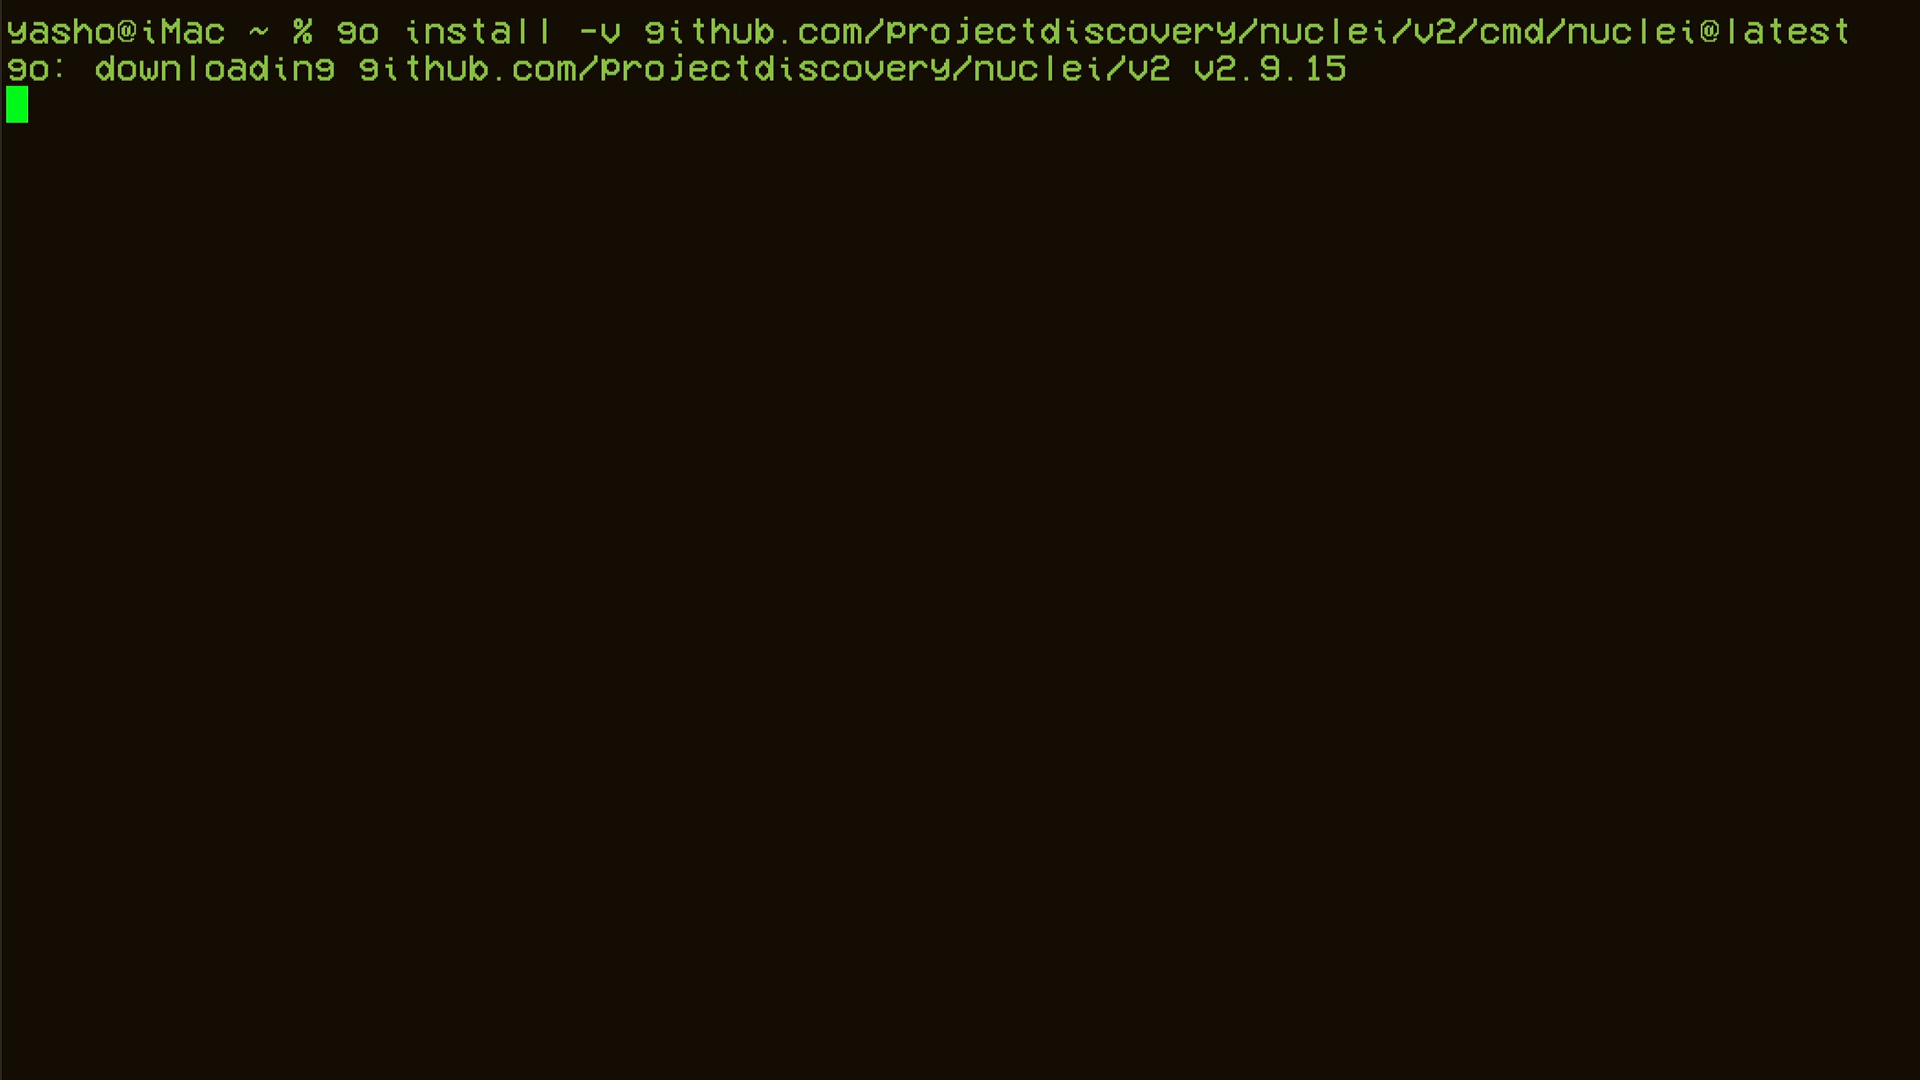 yasho@iMac ~ % go install -v github.com/projectdiscovery/nuclei/v2/cmd/nuclei@latest
go: downloading github.com/projectdiscovery/nuclei/v2 v2.9.15